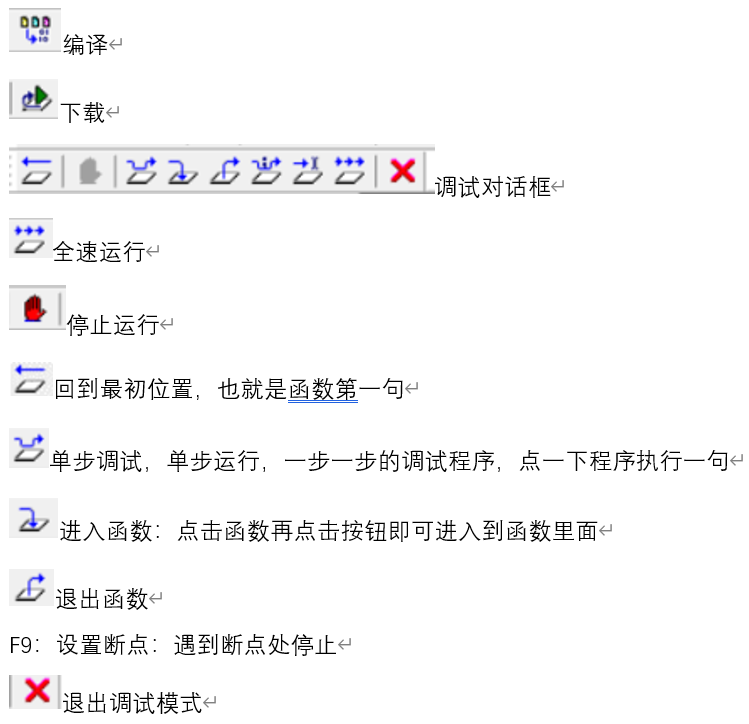 编译
下载
调试对话框
全速运行
停止运行
回到最初位置，也就是函数第一句
单步调试，单步运行，一步一步的调试程序，点一下程序执行一句
进入函数：点击函数再点击按钮即可进入到函数里面
退出函数
F9：设置断点：遇到断点处停止
退出调试模式